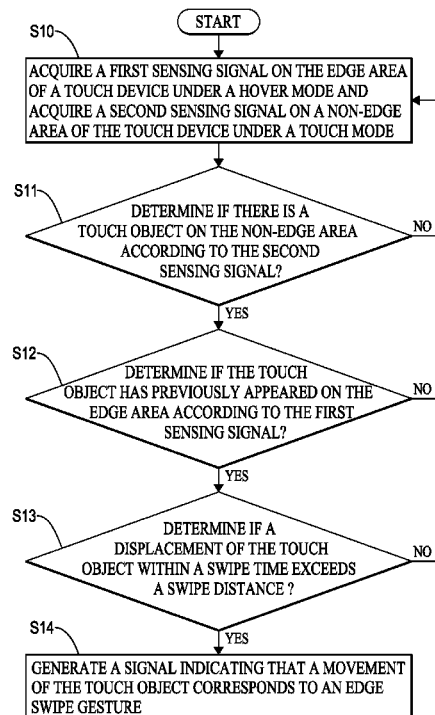 START
S10
ACQUIRE A FIRST SENSING SIGNAL ON THE EDGE AREA
OF A TOUCH DEVICE UNDER A HOVER MODE AND
ACQUIRE A SECOND SENSING SIGNAL ON A NON-EDGE
AREA OF THE TOUCH DEVICE UNDER A TOUCH MODE
S11
DETERMINE IF THERE IS A
TOUCH OBJECT ON THE NON-EDGE AREA
ACCORDING TO THE SECOND
SENSING SIGNAL?
NO
YES
S12
DETERMINE IF THE TOUCH
OBJECT HAS PREVIOUSLY APPEARED ON THE
EDGE AREA ACCORDING TO THE FIRST
SENSING SIGNAL?
NO
YES
S13
DETERMINE IF A
DISPLACEMENT OF THE TOUCH
OBJECT WITHIN A SWIPE TIME EXCEEDS
A SWIPE DISTANCE ?
NO
YES
S14
GENERATE A SIGNAL INDICATING THAT A MOVEMENT
OF THE TOUCH OBJECT CORRESPONDS TO AN EDGE
SWIPE GESTURE